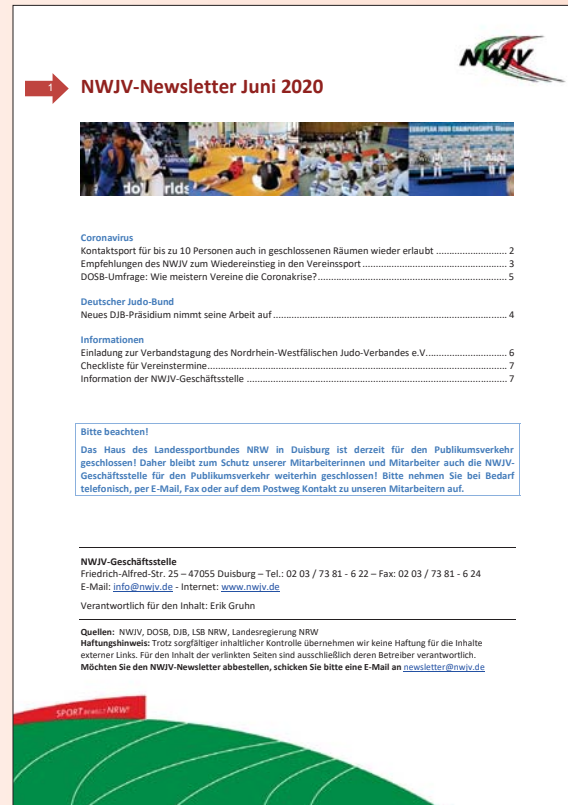 NWJV
1
NWJV-Newsletter Juni 2020
EUROPEAN JUDO CHAMPIONSHIPS
Coronavirus
Kontaktsport für bis zu 10 Personen auch in geschlossenen Räumen wieder erlaubt ........................... 2
Empfehlungen des NWJV zum Wiedereinstieg in den Vereinssport ....................................................... 3
DOSB-Umfrage: Wie meistern Vereine die Coronakrise?........................................................................ 5
Deutscher Judo-Bund
Neues DJB-Präsidium nimmt seine Arbeit auf ......................................................................................... 4
Informationen
Einladung zur Verbandstagung des Nordrhein-Westfälischen Judo-Verbandes e.V............................... 6
Checkliste für Vereinstermine.................................................................................................................. 7
Information der NWJV-Geschäftsstelle ................................................................................................... 7
Bitte beachten!
Das Haus des Landessportbundes NRW in Duisburg ist derzeit für den Publikumsverkehr
geschlossen! Daher bleibt zum Schutz unserer Mitarbeiterinnen und Mitarbeiter auch die NWJV-
Geschäftsstelle für den Publikumsverkehr weiterhin geschlossen! Bitte nehmen Sie bei Bedarf
telefonisch, per E-Mail, Fax oder auf dem Postweg Kontakt zu unseren Mitarbeitern auf.
NWJV-Geschäftsstelle
Friedrich-Alfred-Str. 25 – 47055 Duisburg – Tel.: 02 03 / 73 81 - 6 22 – Fax: 02 03 / 73 81 - 6 24
E-Mail: info@nwjv.de - Internet: www.nwjv.de
Verantwortlich für den Inhalt: Erik Gruhn
Quellen: NWJV, DOSB, DJB, LSB NRW, Landesregierung NRW
Haftungshinweis: Trotz sorgfältiger inhaltlicher Kontrolle übernehmen wir keine Haftung für die Inhalte
externer Links. Für den Inhalt der verlinkten Seiten sind ausschließlich deren Betreiber verantwortlich.
Möchten Sie den NWJV-Newsletter abbestellen, schicken Sie bitte eine E-Mail an newsletter@nwjv.de
SPORT BEWEGT NRW!